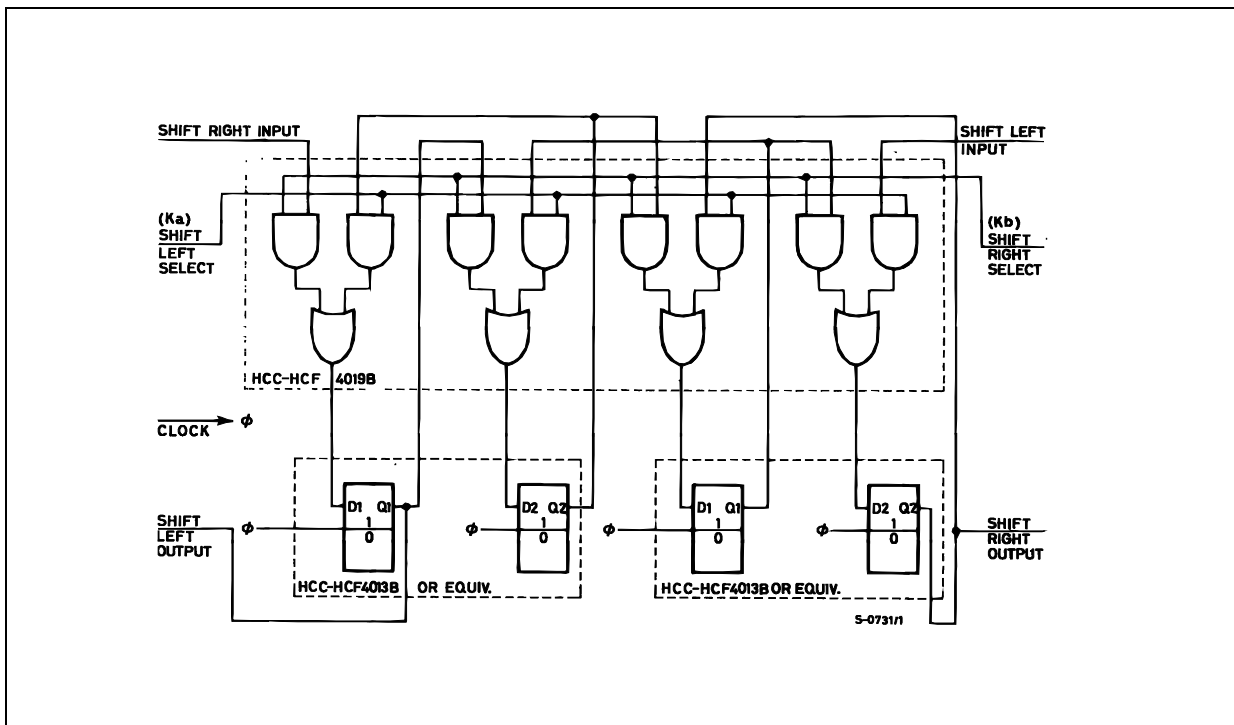 SHIFT RIGHT INPUT
SHIFT LEFT
INPUT
(Ka)
SHIFT
LEFT
SELECT
(Kb)
SHIFT
RIGHT
SELECT
HCC-HCF 4019B
CLOCK ϕ
SHIFT
LEFT
OUTPUT
ϕ
D1 Q1
1
0
ϕ
D2 Q2
1
0
HCC-HCF4013B OR EQUIV.
ϕ
D1 Q1
1
0
ϕ
D2 Q2
1
0
HCC-HCF4013B OR EQUIV.
SHIFT
RIGHT
OUTPUT
S-0731/1